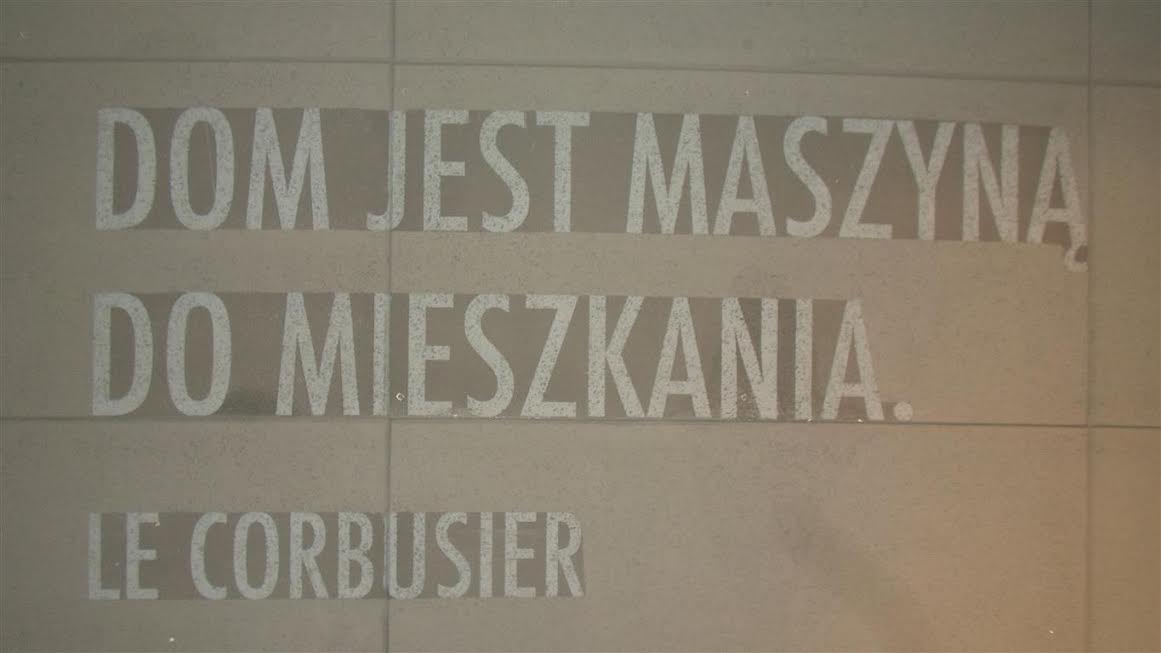 DOM JEST MASZYNĄ
DO MIESZKANIA.
LE CORBUSIER